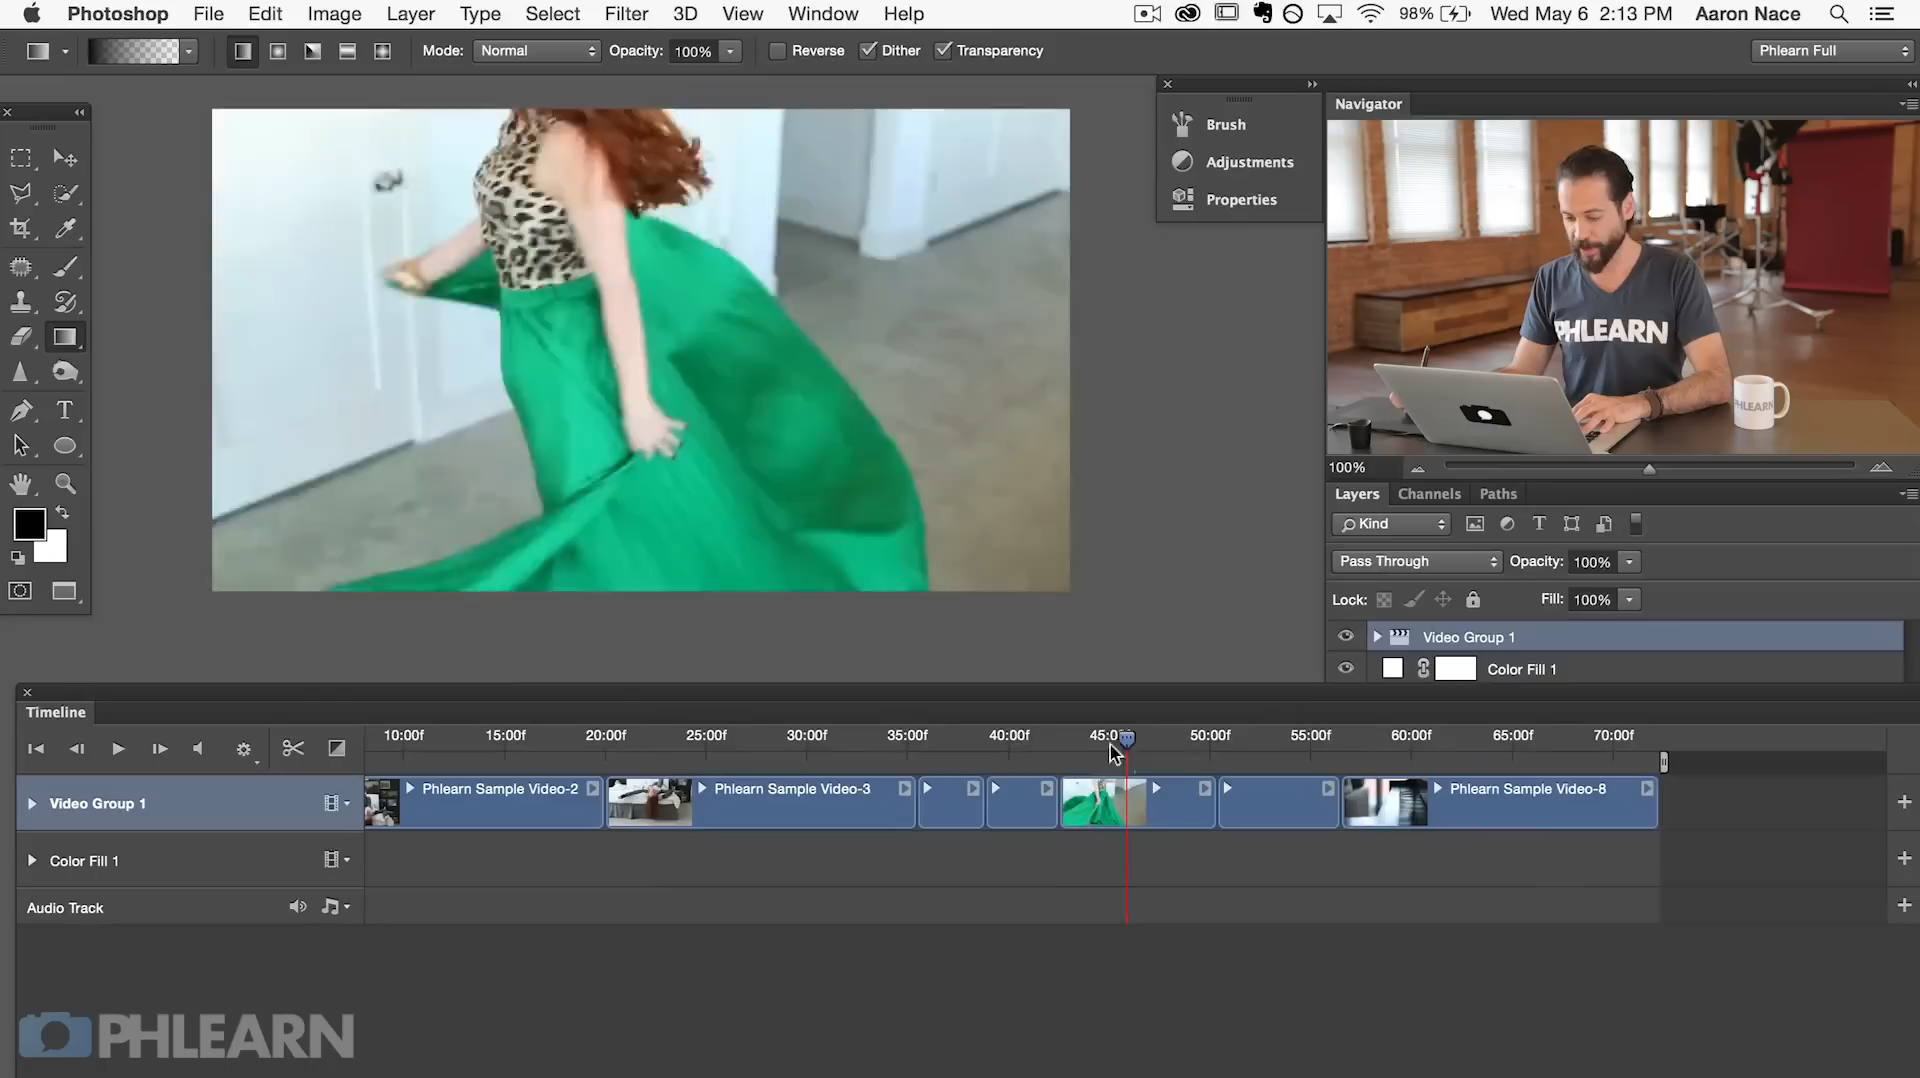 Photoshop File Edit Image Layer Type Select Filter 3D View Window Help 98% Wed May 6 2:13 PM Aaron Nace
Mode: Normal Opacity: 100% Reverse Dither Transparency Phlearn Full
Brush
Adjustments
Properties
Navigator
PHLEARN
PHLEARN
100%
Layers Channels Paths
Kind
Pass Through Opacity: 100%
Lock: Fill: 100%
Video Group 1
Color Fill 1
Timeline
10:00f 15:00f 20:00f 25:00f 30:00f 35:00f 40:00f 45:0 50:00f 55:00f 60:00f 65:00f 70:00f
Video Group 1 Phlearn Sample Video-2 Phlearn Sample Video-3 Phlearn Sample Video-8
Color Fill 1
Audio Track
PHLEARN